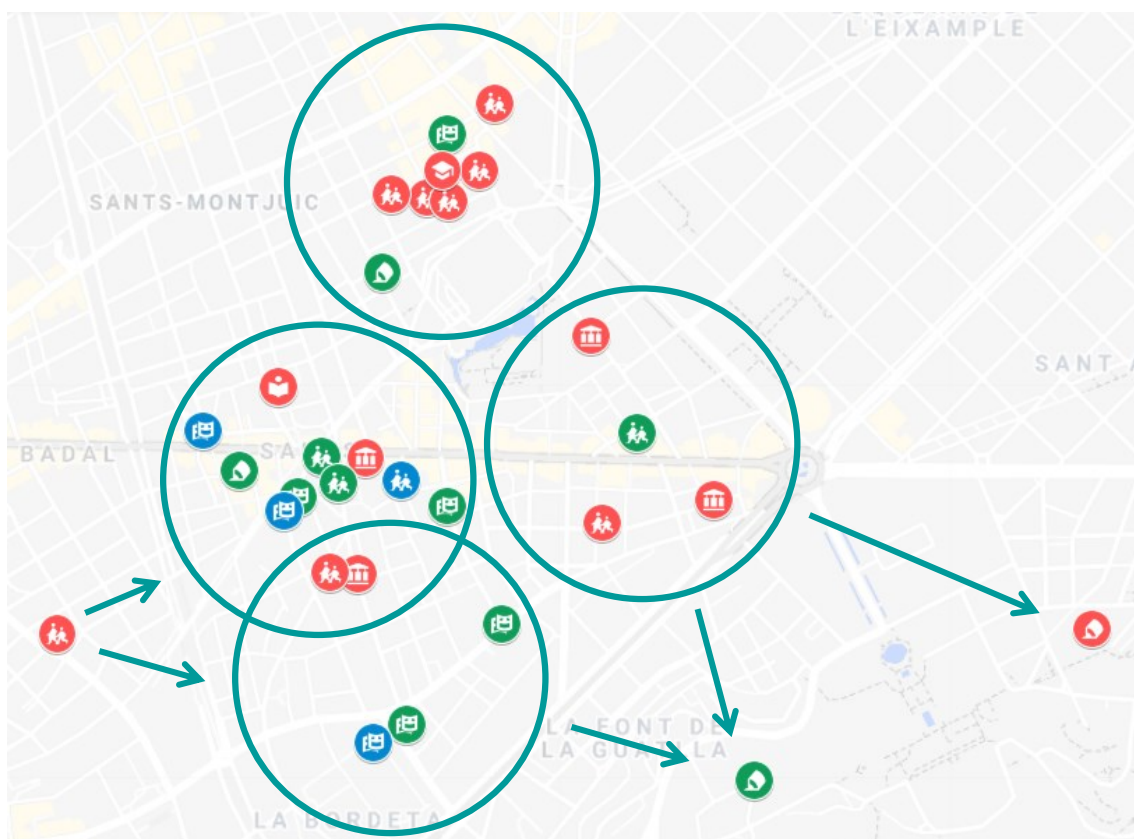 L'EIXAMPLE
SANTS-MONTJUIC
SANT A
BADAL
LA FONT DE
LA GUATLLA
LA BORDETA